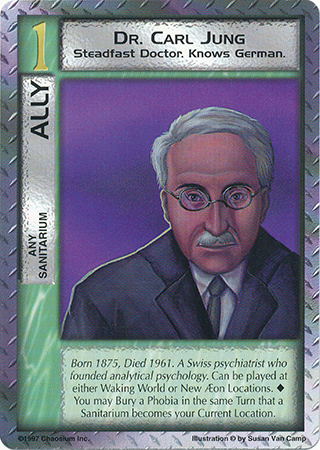 1
DR. CARL JUNG
STEADFAST DOCTOR. KNOWS GERMAN.
ALLY
ANY
SANITARIUM
Born 1875, Died 1961. A Swiss psychiatrist who
founded analytical psychology. Can be played at
either Waking World or New Æon Locations. ◆
You may Bury a Phobia in the same Turn that a
Sanitarium becomes your Current Location.
©1997 Chaosium Inc.
Illustration © by Susan Van Camp